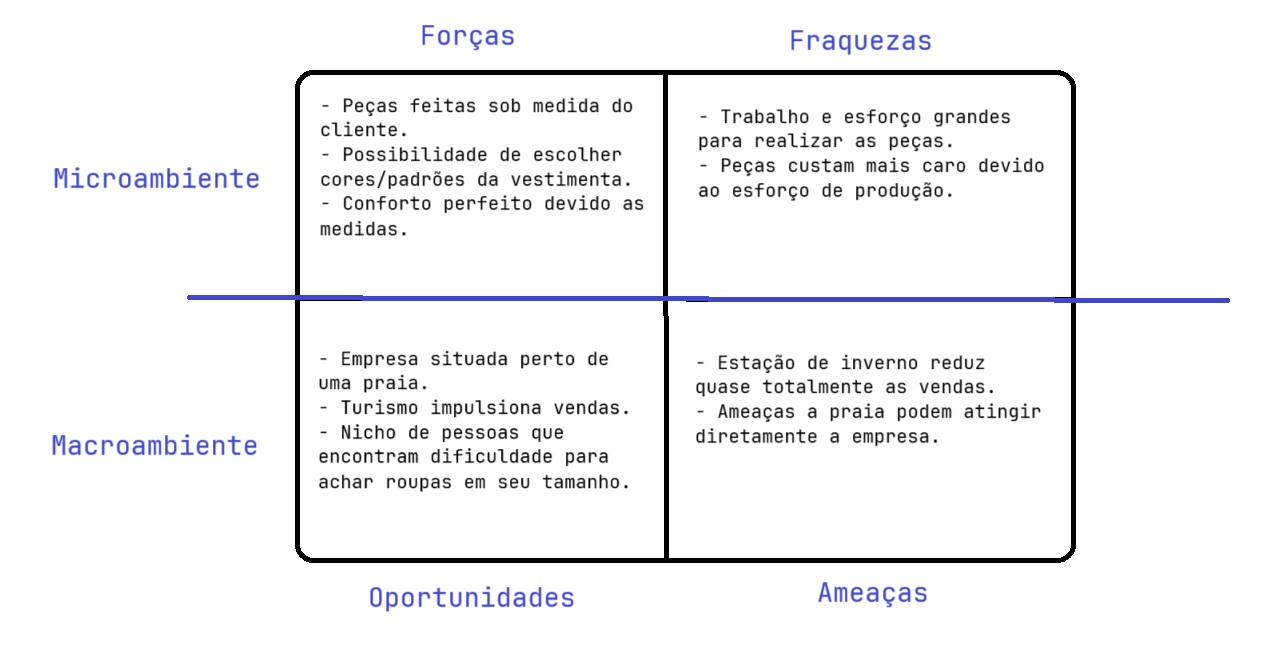 Forças
Fraquezas
Microambiente
- Peças feitas sob medida do
cliente.
- Possibilidade de escolher
cores/padrões da vestimenta.
- Conforto perfeito devido as
medidas.
- Trabalho e esforço grandes
para realizar as peças.
- Peças custam mais caro devido
ao esforço de produção.
Macroambiente
- Empresa situada perto de
uma praia.
- Turismo impulsiona vendas.
- Nicho de pessoas que
encontram dificuldade para
achar roupas em seu tamanho.
- Estação de inverno reduz
quase totalmente as vendas.
- Ameaças a praia podem atingir
diretamente a empresa.
Oportunidades
Ameaças